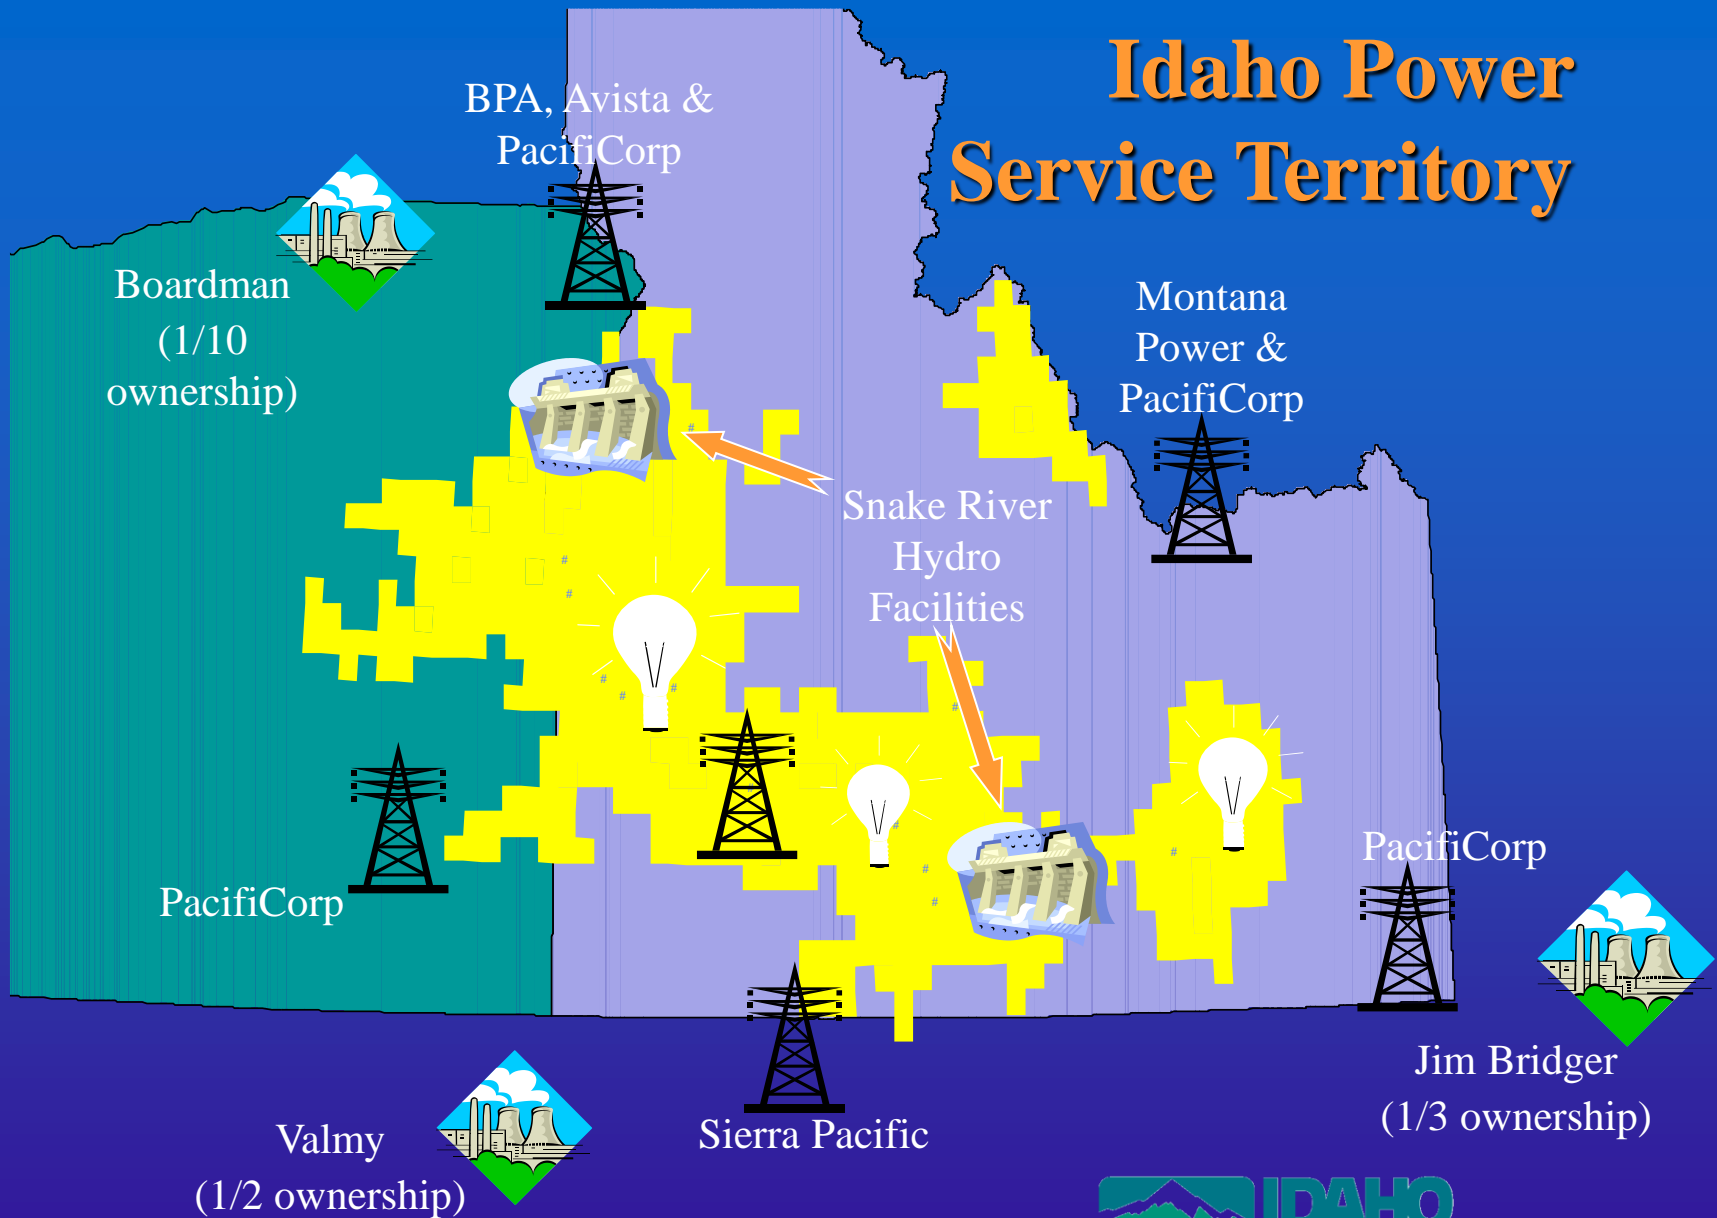 Idaho Power
Service Territory
BPA, Avista &
PacifiCorp
Boardman
(1/10
ownership)
Montana
Power &
PacifiCorp
Snake River
Hydro
Facilities
PacifiCorp
PacifiCorp
Jim Bridger
(1/3 ownership)
Sierra Pacific
Valmy
(1/2 ownership)
IDAHO